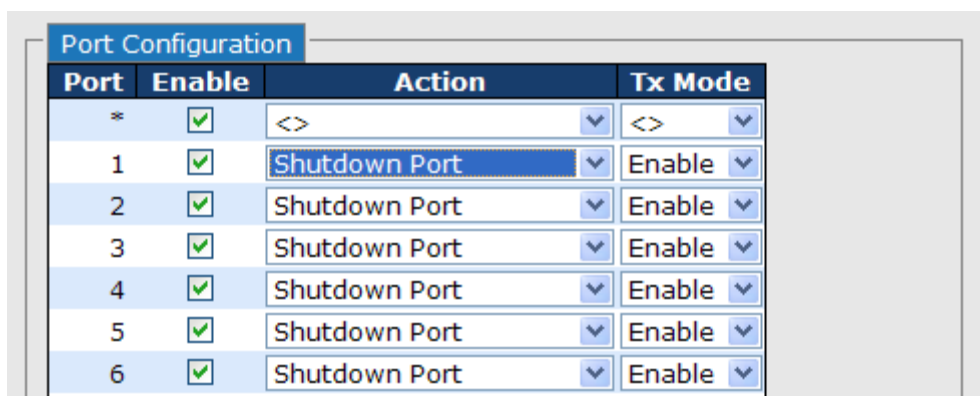 Port Configuration
Port Enable Action Tx Mode
* <> <>
1 Shutdown Port Enable
2 Shutdown Port Enable
3 Shutdown Port Enable
4 Shutdown Port Enable
5 Shutdown Port Enable
6 Shutdown Port Enable